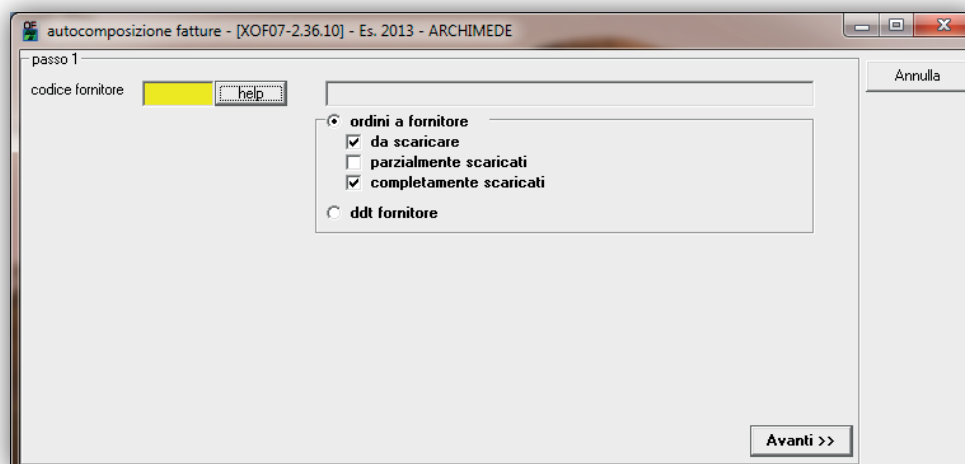 autocomposizione fatture - [XOF07-2.36.10] - Es. 2013 - ARCHIMEDE
passo 1
Annulla
codice fornitore help
ordini a fornitore
da scaricare
parzialmente scaricati
completamente scaricati
ddt fornitore
Avanti >>